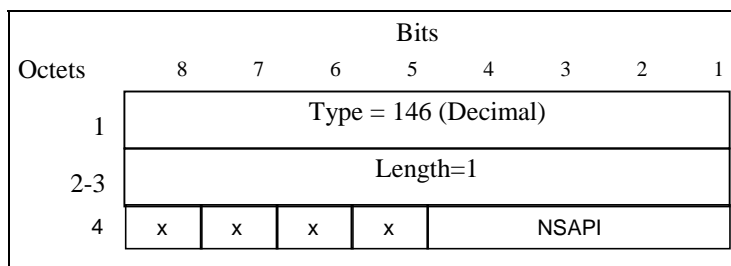 Bits
Octets 8 7 6 5 4 3 2 1
1 Type = 146 (Decimal)
2-3 Length=1
4 x x x x NSAPI